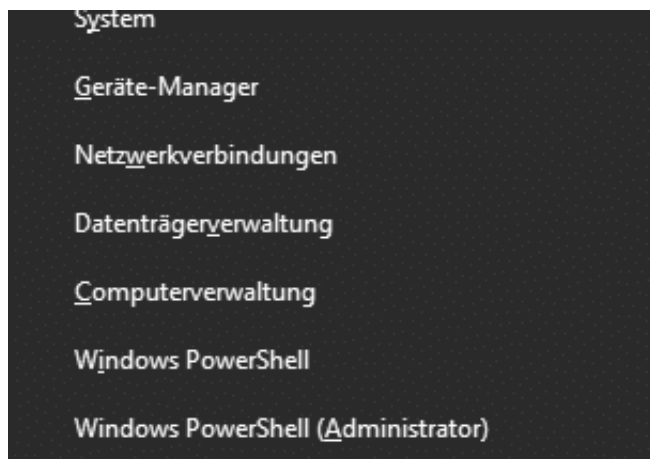 System
Geräte-Manager
Netzwerkverbindungen
Datenträgerverwaltung
Computerverwaltung
Windows PowerShell
Windows PowerShell (Administrator)